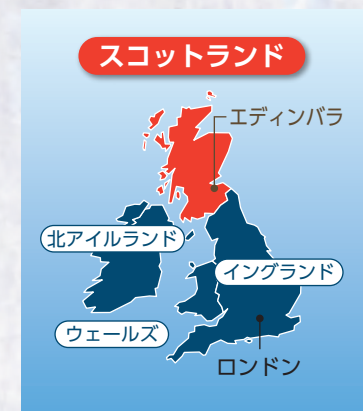 スコットランド
エディンバラ
北アイルランド
イングランド
ウェールズ
ロンドン